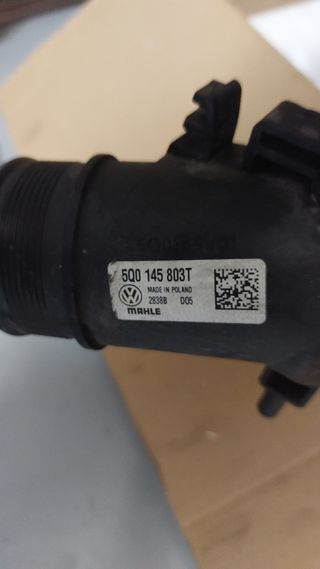 5Q0 145 803T
MADE IN POLAND
2838B D05
MAHLE